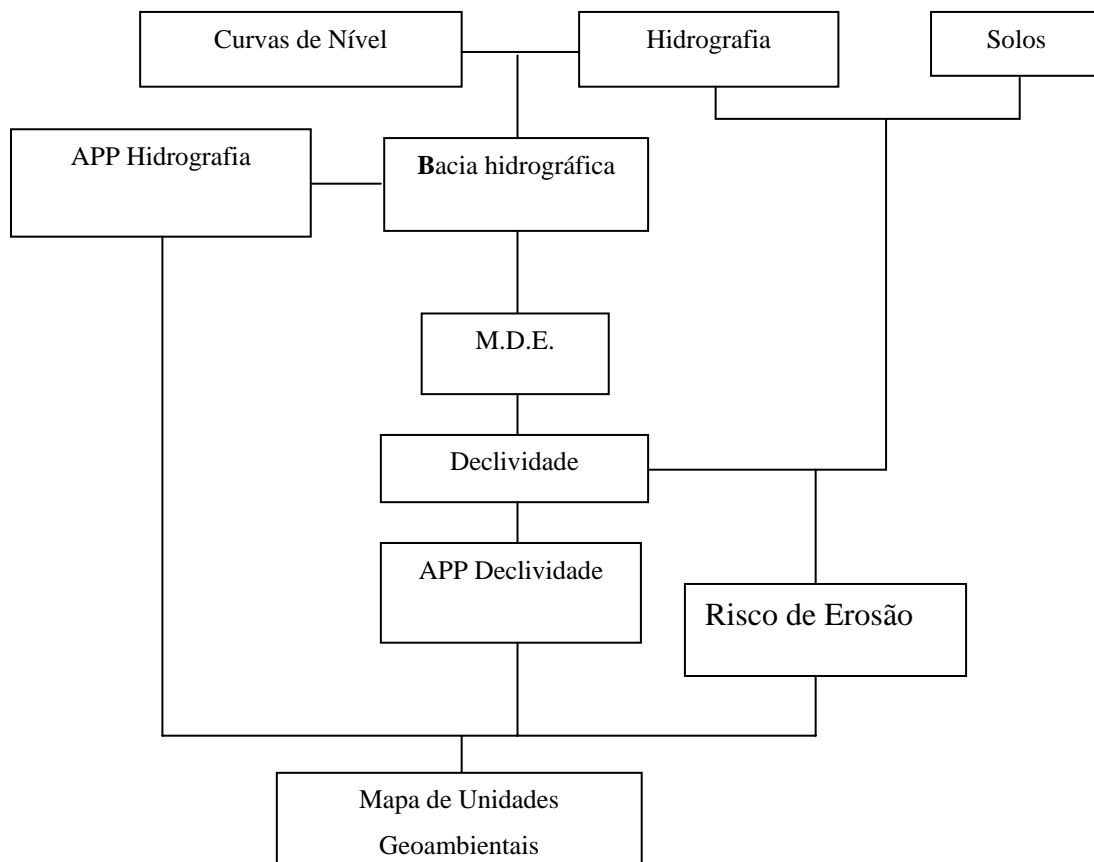 Curvas de Nível
Hidrografia
Solos
APP Hidrografia
Bacia hidrográfica
M.D.E.
Declividade
APP Declividade
Risco de Erosão
Mapa de Unidades
Geoambientais